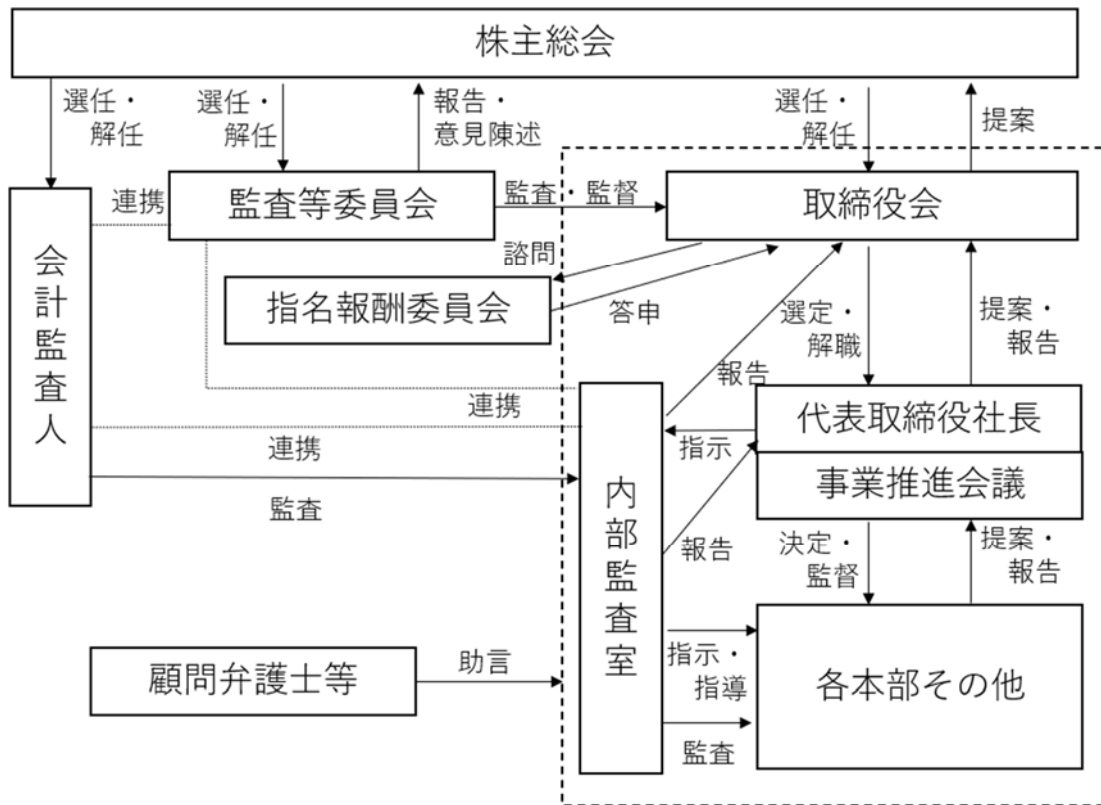 株主総会
選任・
解任
選任・
解任
報告・
意見陳述
選任・
解任
提案
連携
監査等委員会
監査・監督
取締役会
会計監査人
諮問
指名報酬委員会
答申
選定・
解職
提案・
報告
報告
連携
代表取締役社長
連携
指示
事業推進会議
監査
内部監査室
報告
決定・
監督
提案・
報告
顧問弁護士等
助言
指示・
指導
各本部その他
監査